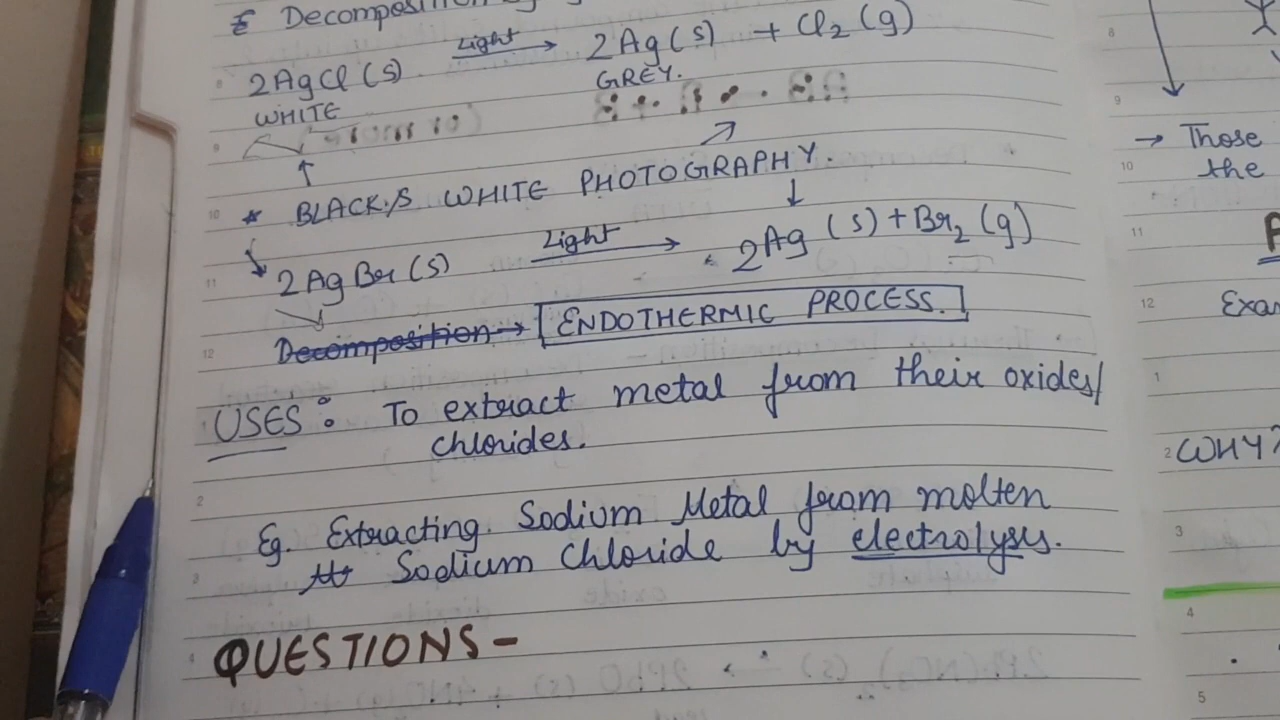 Decomposition
2AgCl (s) Light → 2Ag (s) + Cl2 (g)
WHITE GREY.
* BLACK & WHITE PHOTOGRAPHY.
2AgBr (s) Light → 2Ag (s) + Br2 (g)
Decomposition → ENDOTHERMIC PROCESS.
USES: To extract metal from their oxides/
chlorides.
Eg. Extracting Sodium Metal from molten
Sodium Chloride by electrolysis.
QUESTIONS -
→ Those
the
WHY?